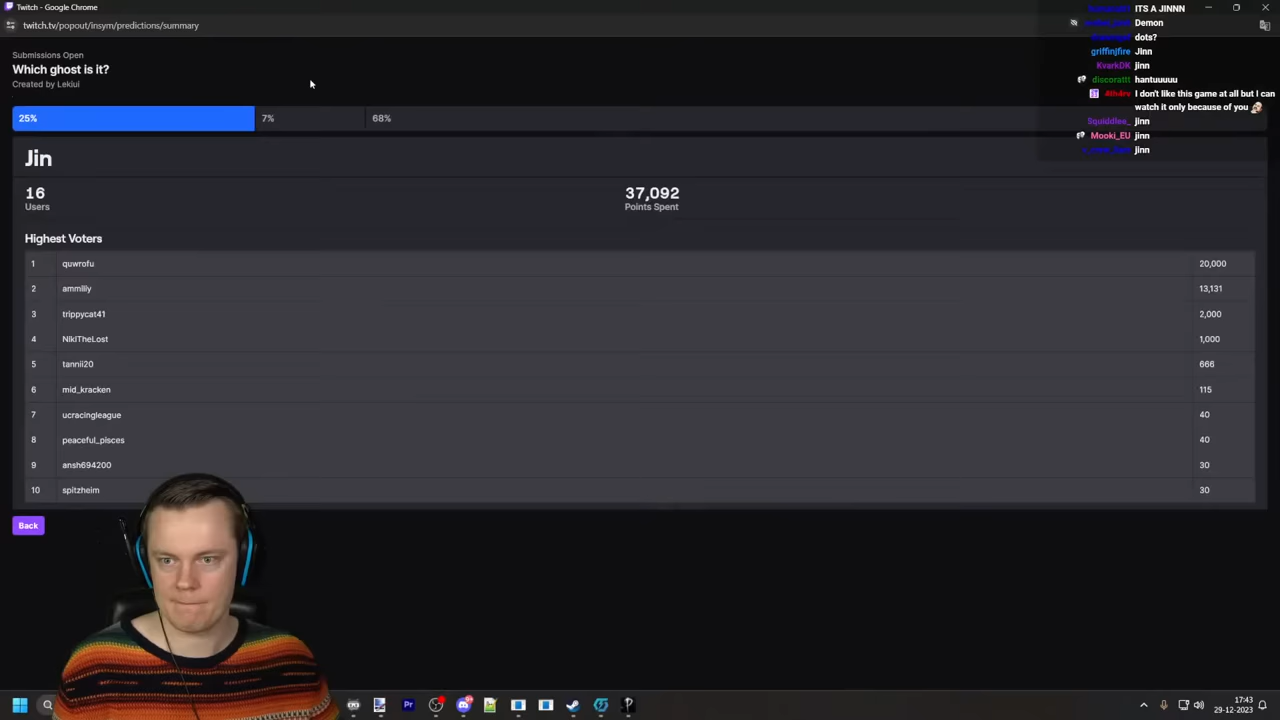 Twitch - Google Chrome
twitch.tv/popout/insym/predictions/summary
Submissions Open
Which ghost is it?
Created by Lekiui
25%
7%
68%
Jin
16
Users
37,092
Points Spent
Highest Voters
1 quwrofu 20,000
2 ammlliy 13,131
3 trippycat41 2,000
4 NikiTheLost 1,000
5 tannii20 666
6 mid_kracken 115
7 ucracingleague 40
8 peaceful_pisces 40
9 ansh694200 30
10 spitzheim 30
Back
ITS A JINNN
Demon
dots?
griffinjfire Jinn
KvarkDK jinn
discorattt hantuuuuu
I don't like this game at all but I can
watch it only because of you
Squiddlee_ jinn
Mooki_EU jinn
jinn
Pr
17:43
29-12-2023